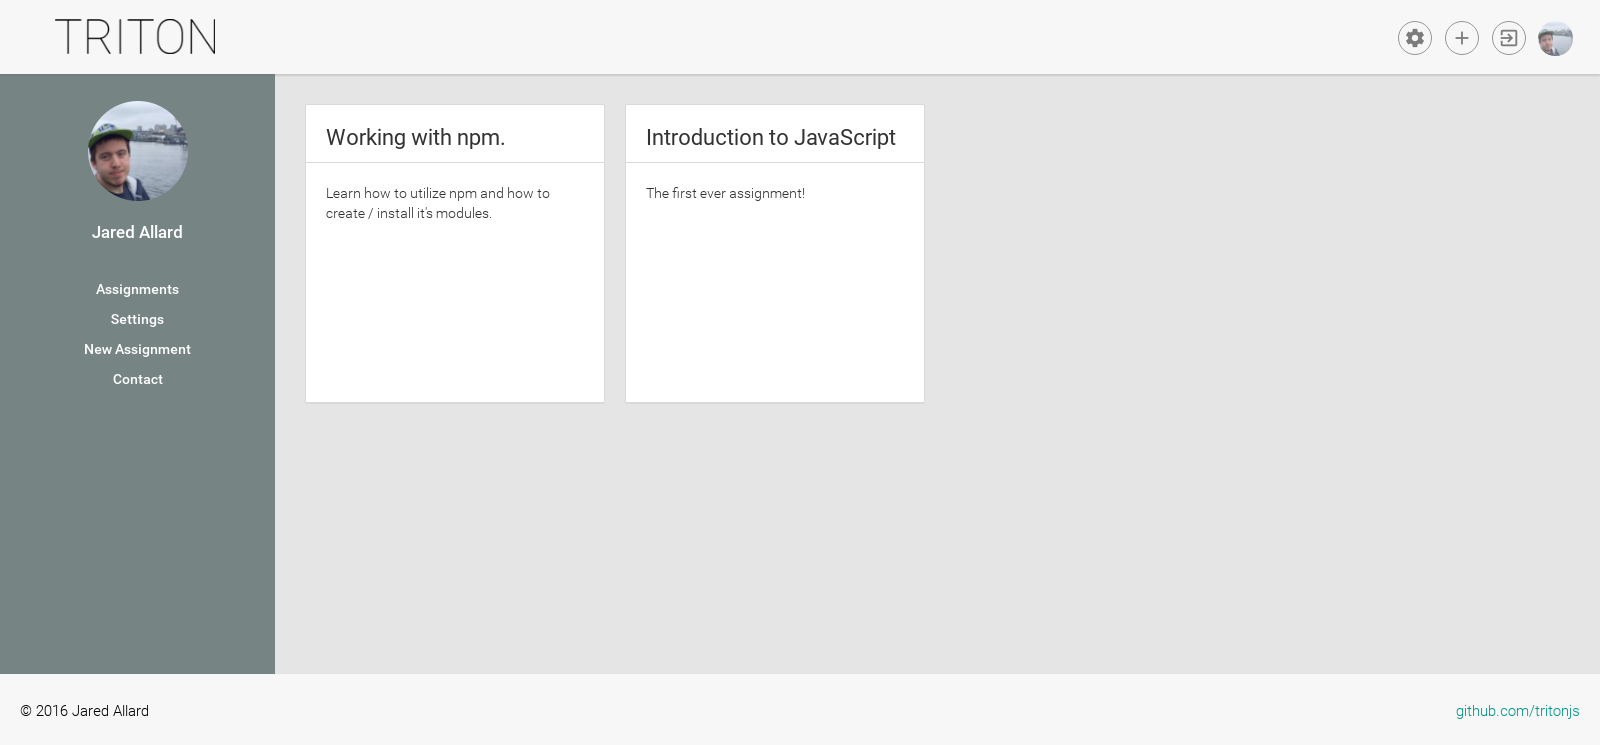 TRITON
Jared Allard
Assignments
Settings
New Assignment
Contact
Working with npm.
Learn how to utilize npm and how to
create / install it's modules.
Introduction to JavaScript
The first ever assignment!
© 2016 Jared Allard
github.com/tritonjs